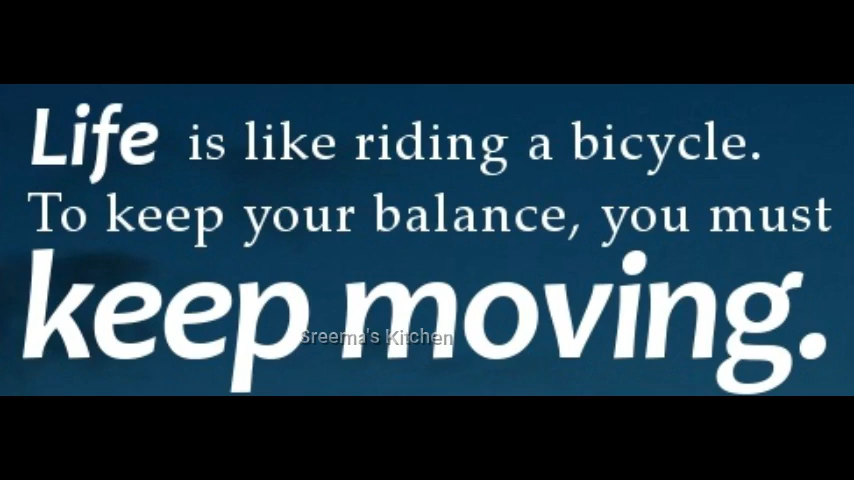 Life is like riding a bicycle.
To keep your balance, you must
keep moving.
Sreema's Kitchen